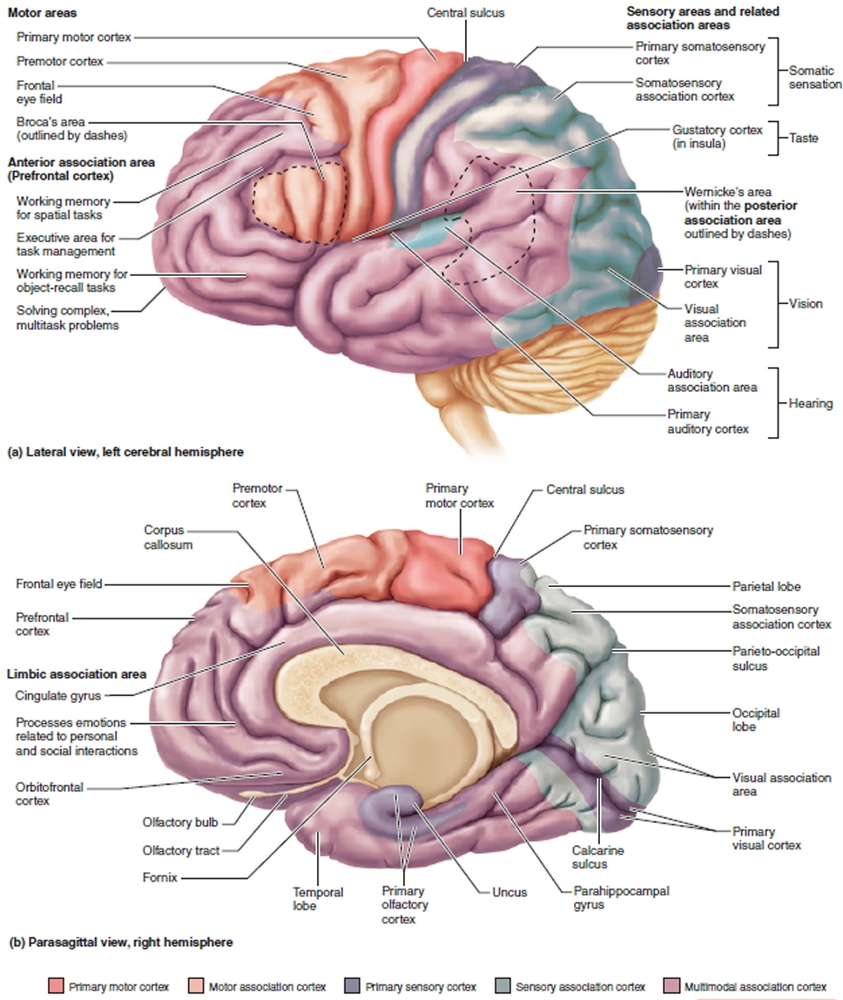 Motor areas
Primary motor cortex
Premotor cortex
Frontal
eye field
Broca's area
(outlined by dashes)
Anterior association area
(Prefrontal cortex)
Working memory
for spatial tasks
Executive area for
task management
Working memory for
object-recall tasks
Solving complex,
multitask problems
Central sulcus
Sensory areas and related
association areas
Primary somatosensory
cortex
Somatosensory
association cortex
Somatic
sensation
Gustatory cortex
(in insula)
Taste
Wernicke's area
(within the posterior
association area
outlined by dashes)
Primary visual
cortex
Visual
association
area
Vision
Auditory
association area
Primary
auditory cortex
Hearing
(a) Lateral view, left cerebral hemisphere
Premotor
cortex
Primary
motor cortex
Central sulcus
Corpus
callosum
Primary somatosensory
cortex
Frontal eye field
Prefrontal
cortex
Limbic association area
Cingulate gyrus
Processes emotions
related to personal
and social interactions
Orbitofrontal
cortex
Olfactory bulb
Olfactory tract
Fornix
Temporal
lobe
Primary
olfactory
cortex
Uncus
Parahippocampal
gyrus
Calcarine
sulcus
Parietal lobe
Somatosensory
association cortex
Parieto-occipital
sulcus
Occipital
lobe
Visual association
area
Primary
visual cortex
(b) Parasagittal view, right hemisphere
Primary motor cortex
Motor association cortex
Primary sensory cortex
Sensory association cortex
Multimodal association cortex